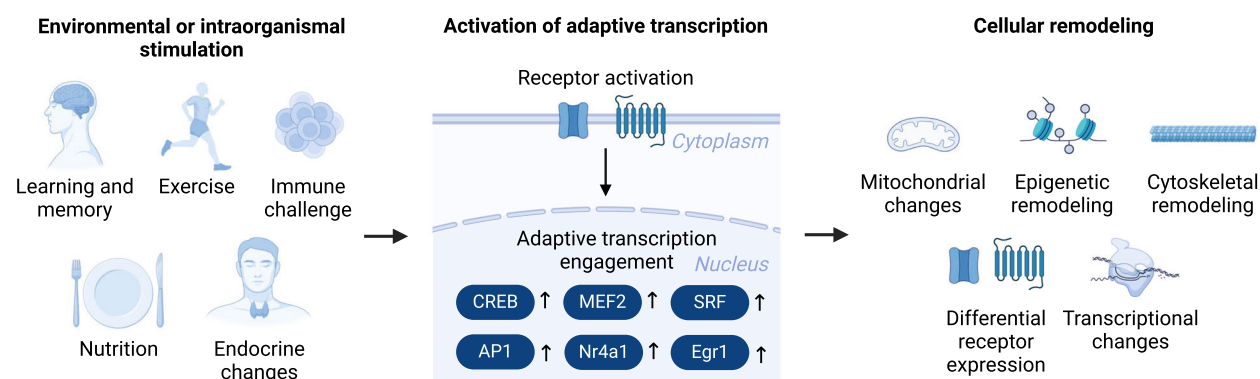 Environmental or intraorganismal
stimulation
Learning and
memory
Exercise
Immune
challenge
Nutrition
Endocrine
changes
Activation of adaptive transcription
Receptor activation
Cytoplasm
Adaptive transcription
engagement
Nucleus
CREB ↑ MEF2 ↑ SRF ↑
AP1 ↑ Nr4a1 ↑ Egr1 ↑
Cellular remodeling
Mitochondrial
changes
Epigenetic
remodeling
Cytoskeletal
remodeling
Differential
receptor
expression
Transcriptional
changes